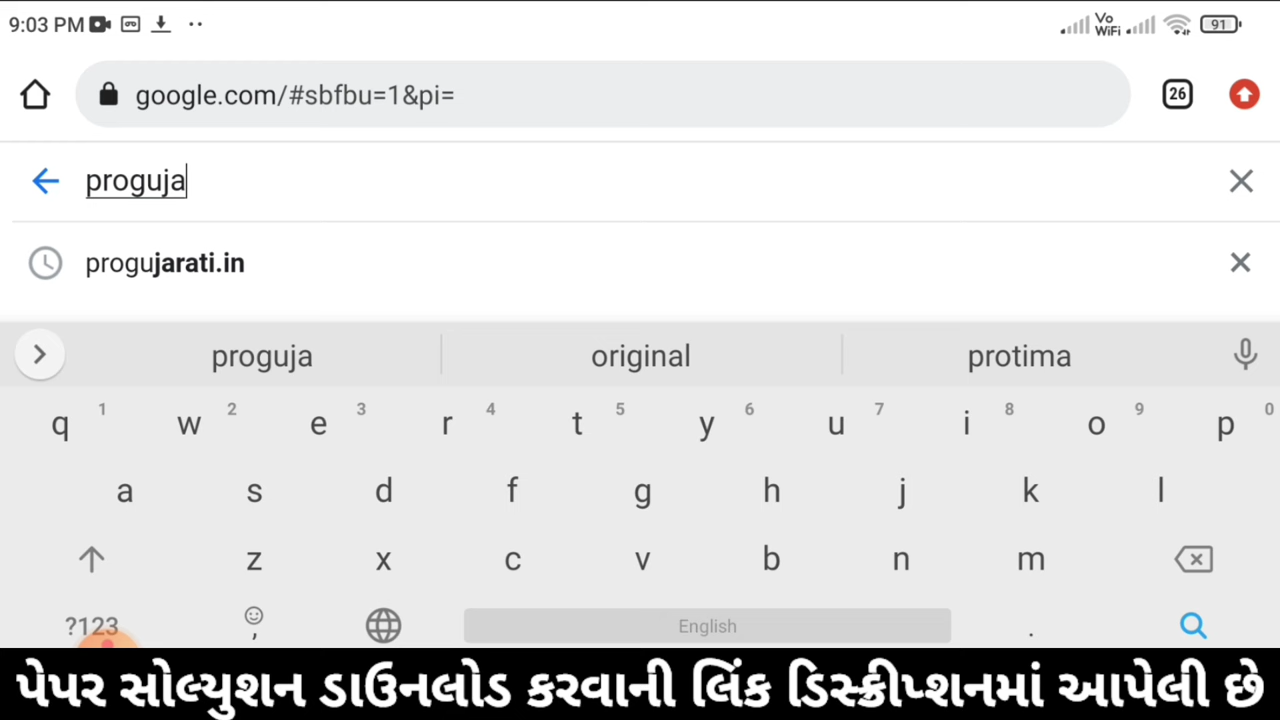 9:03 PM Vo WiFi 91
google.com/#sbfbu=1&pi= 26
proguja
progujarati.in
proguja original protima
q 1 w 2 e 3 r 4 t 5 y 6 u 7 i 8 o 9 p 0
a s d f g h j k l
z x c v b n m
?123 , English .
પેપર સોલ્યુશન ડાઉનલોડ કરવાની લિંક ડિસ્ક્રીપ્શનમાં આપેલી છે